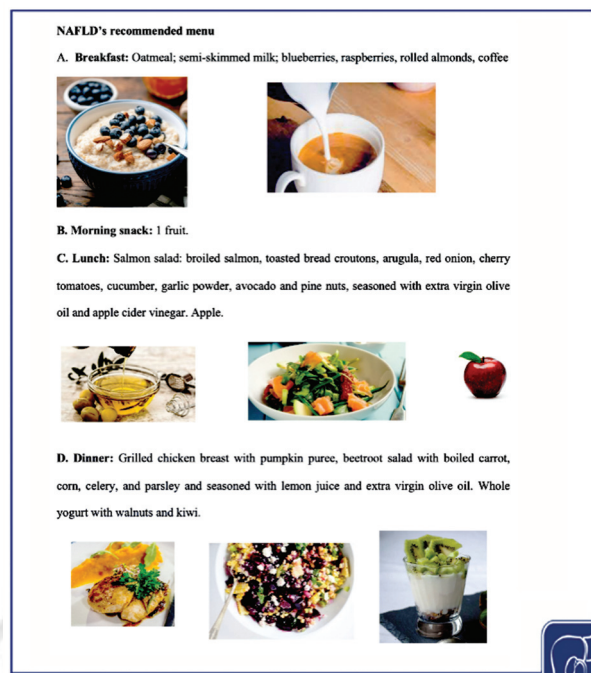 NAFLD’s recommended menu
A. Breakfast: Oatmeal; semi-skimmed milk; blueberries, raspberries, rolled almonds, coffee
B. Morning snack: 1 fruit.
C. Lunch: Salmon salad: broiled salmon, toasted bread croutons, arugula, red onion, cherry
tomatoes, cucumber, garlic powder, avocado and pine nuts, seasoned with extra virgin olive
oil and apple cider vinegar. Apple.
D. Dinner: Grilled chicken breast with pumpkin puree, beetroot salad with boiled carrot,
corn, celery, and parsley and seasoned with lemon juice and extra virgin olive oil. Whole
yogurt with walnuts and kiwi.